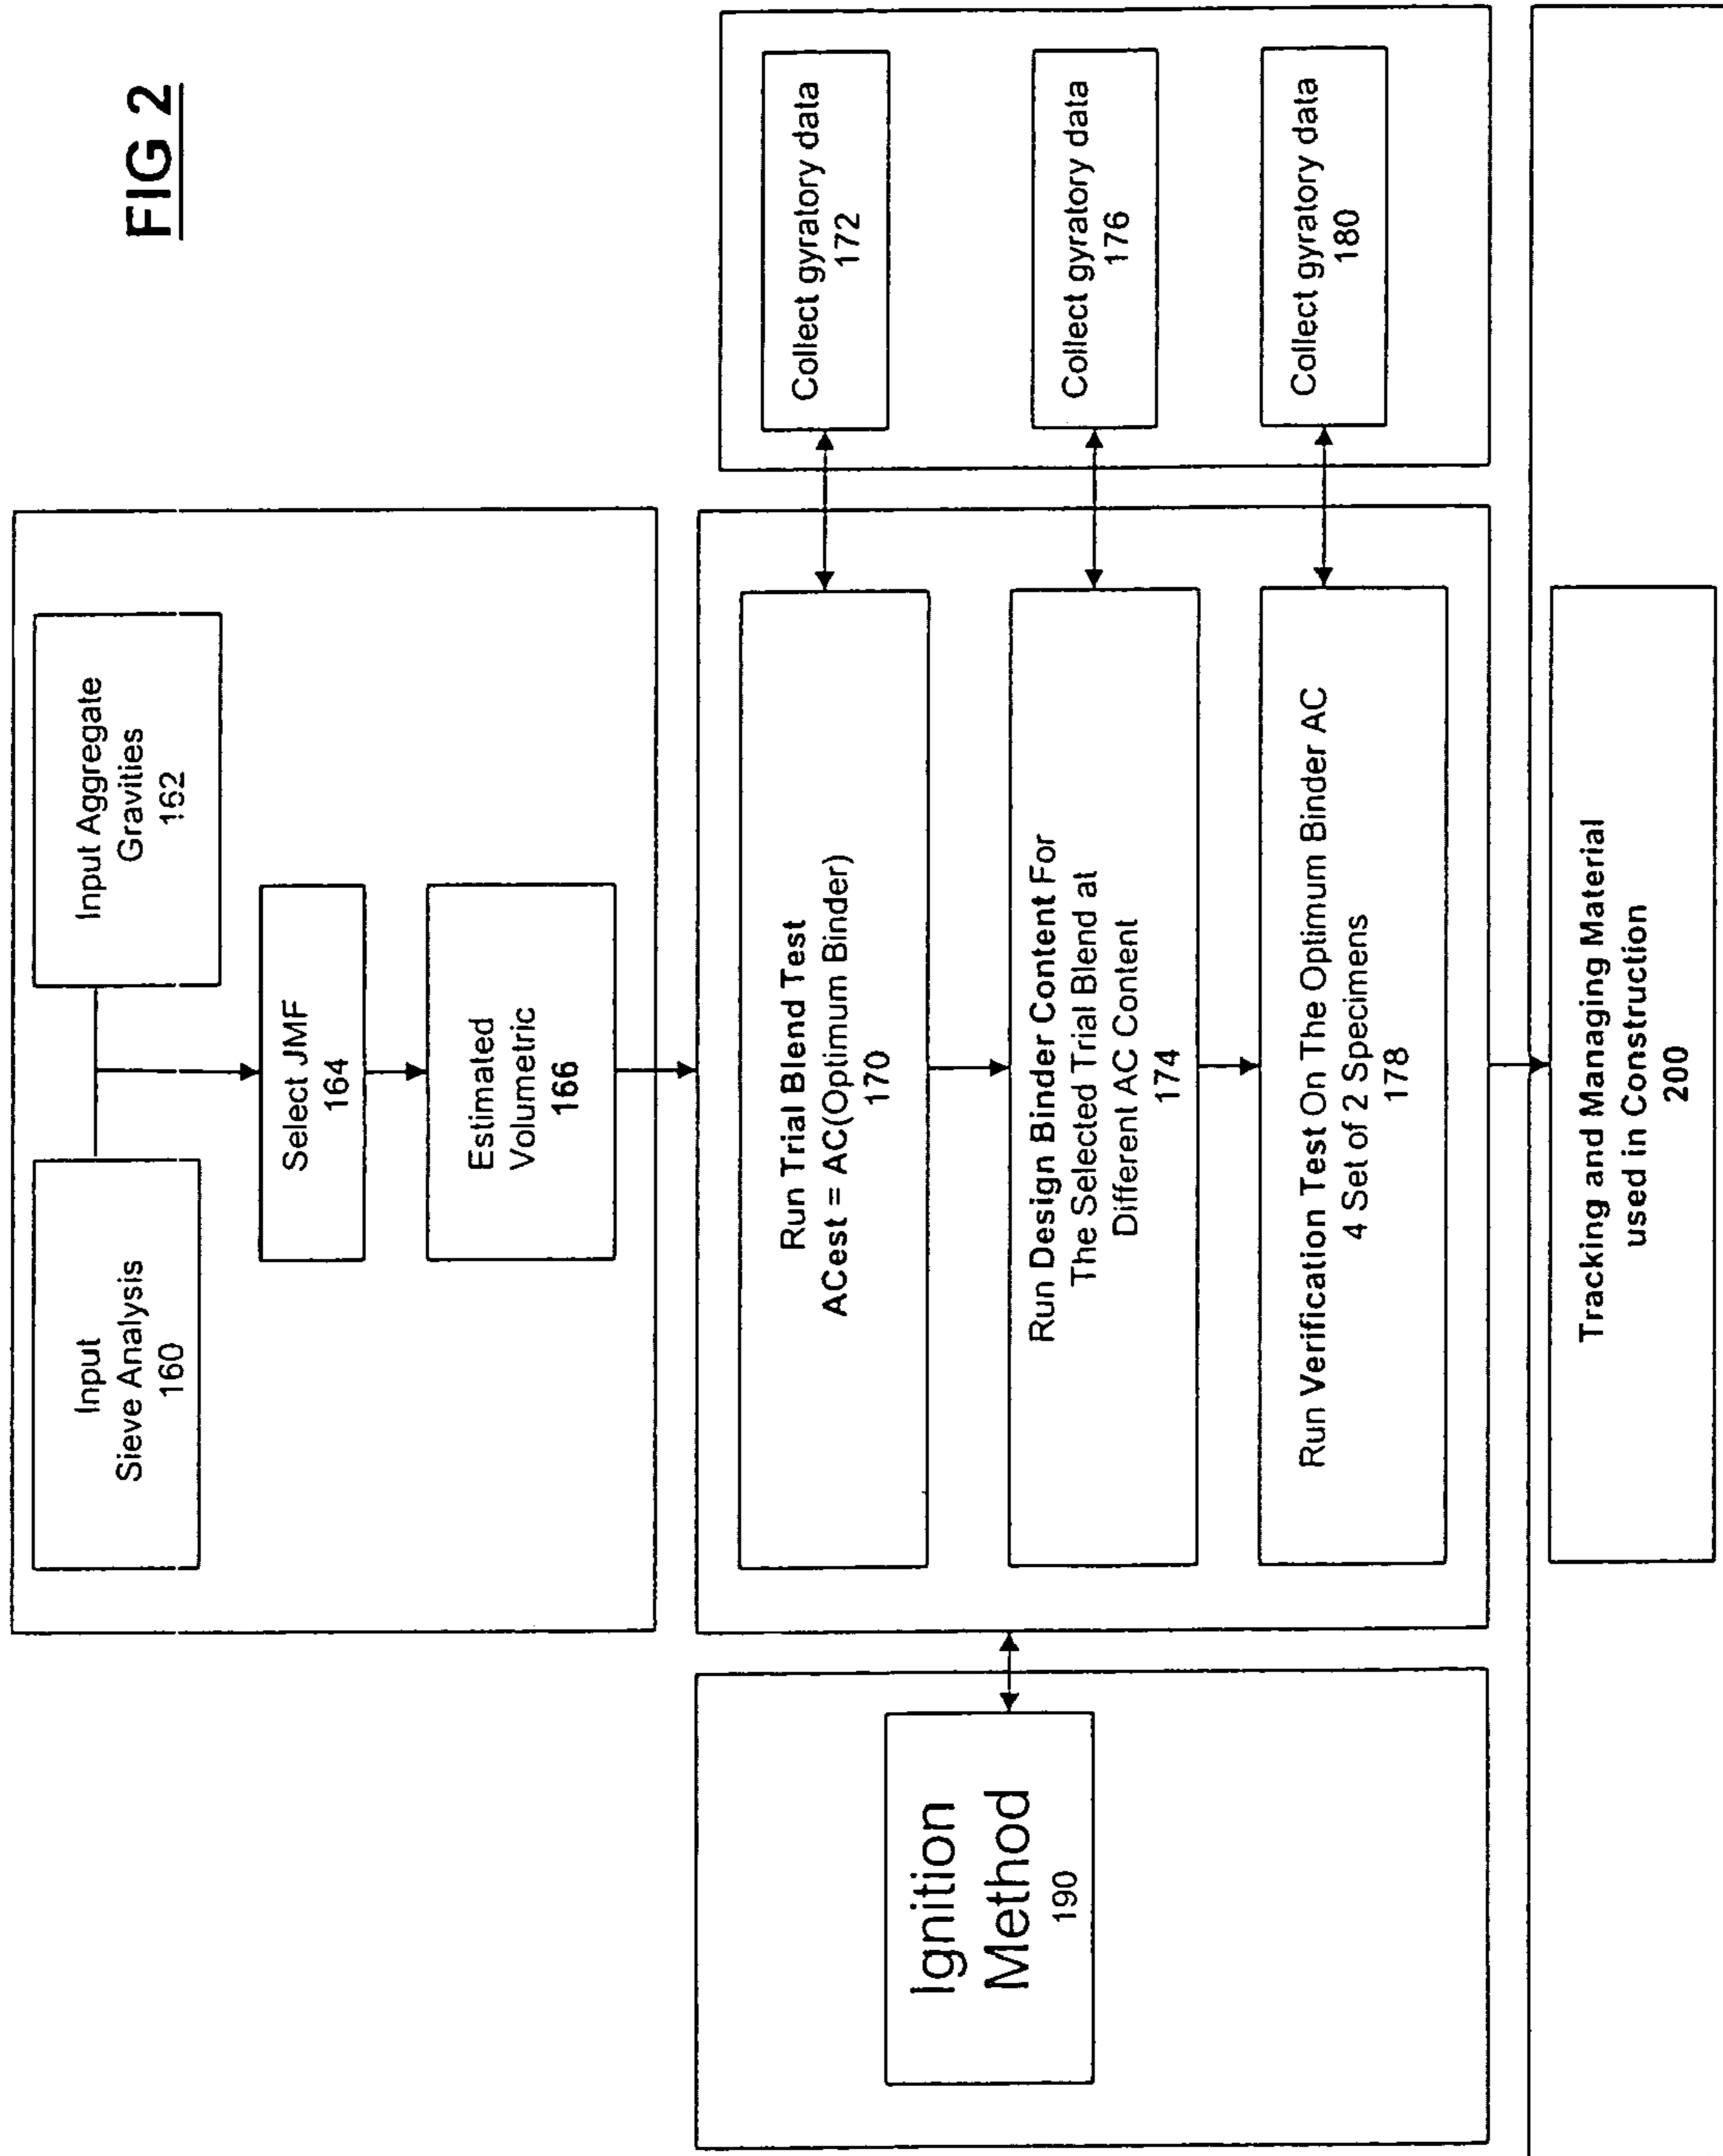 FIG 2
Input
Sieve Analysis
160
Input Aggregate
Gravities
162
Select JMF
164
Estimated
Volumetric
166
Run Trial Blend Test
ACest = AC(Optimum Binder)
170
Collect gyratory data
172
Run Design Binder Content For
The Selected Trial Blend at
Different AC Content
174
Collect gyratory data
176
Run Verification Test On The Optimum Binder AC
4 Set of 2 Specimens
178
Collect gyratory data
180
Ignition
Method
190
Tracking and Managing Material
used in Construction
200